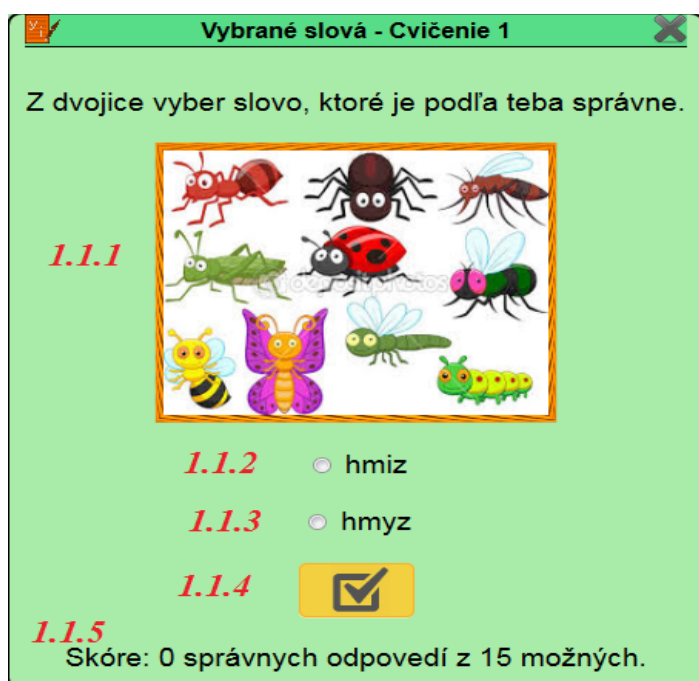 Vybrané slová - Cvičenie 1
Z dvojice vyber slovo, ktoré je podľa teba správne.
1.1.1
depositphotos
1.1.2 hmiz
1.1.3 hmyz
1.1.4
1.1.5
Skóre: 0 správnych odpovedí z 15 možných.